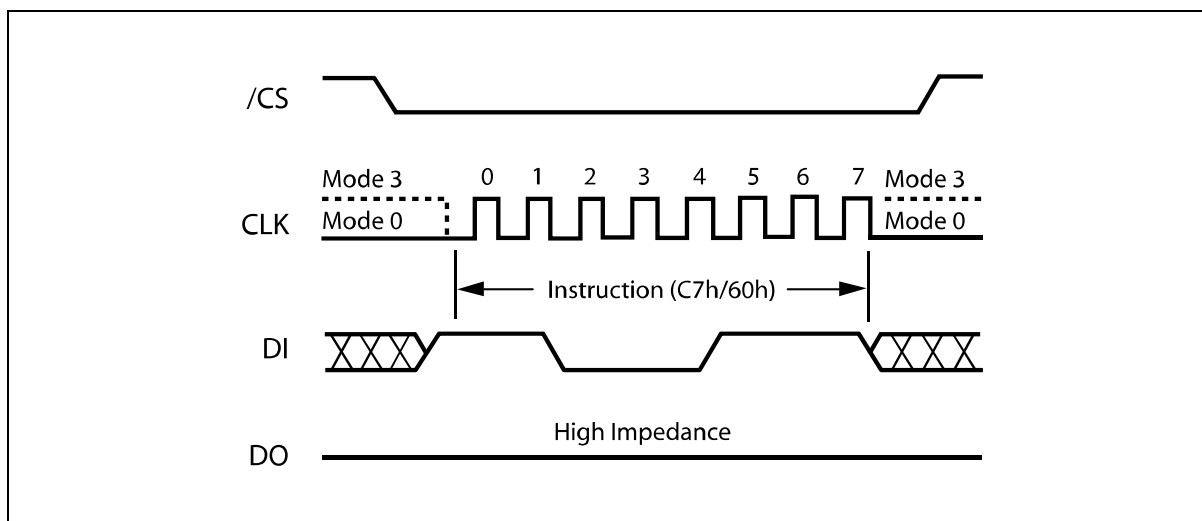 /CS
Mode 3 0 1 2 3 4 5 6 7 Mode 3
CLK Mode 0 Mode 0
Instruction (C7h/60h)
DI
High Impedance
DO